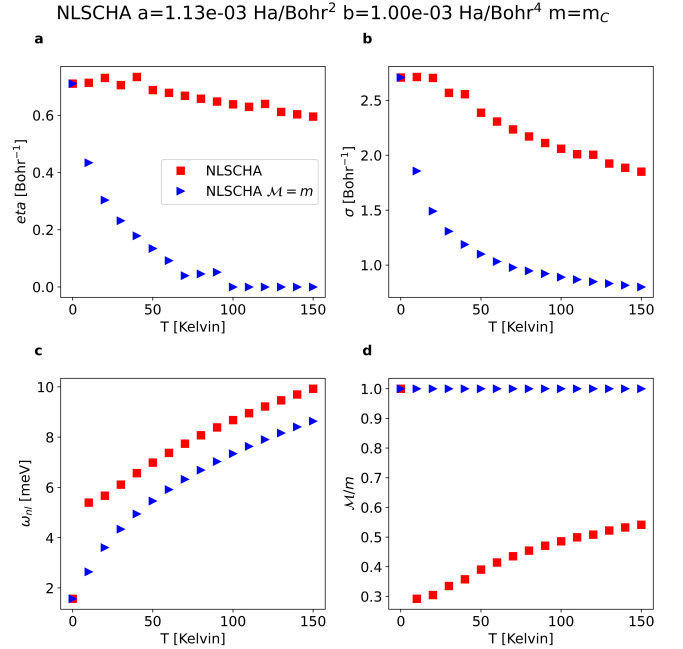 NLSCHA a=1.13e-03 Ha/Bohr² b=1.00e-03 Ha/Bohr⁴ m=m_C
a
b
0.6
0.4
0.2
0.0
eta [Bohr⁻¹]
NLSCHA
NLSCHA ℳ = m
0 50 100 150
T [Kelvin]
2.5
2.0
1.5
1.0
σ [Bohr⁻¹]
0 50 100 150
T [Kelvin]
c
d
10
8
6
4
2
ω_nl [meV]
0 50 100 150
T [Kelvin]
1.0
0.9
0.8
0.7
0.6
0.5
0.4
0.3
ℳ/m
0 50 100 150
T [Kelvin]